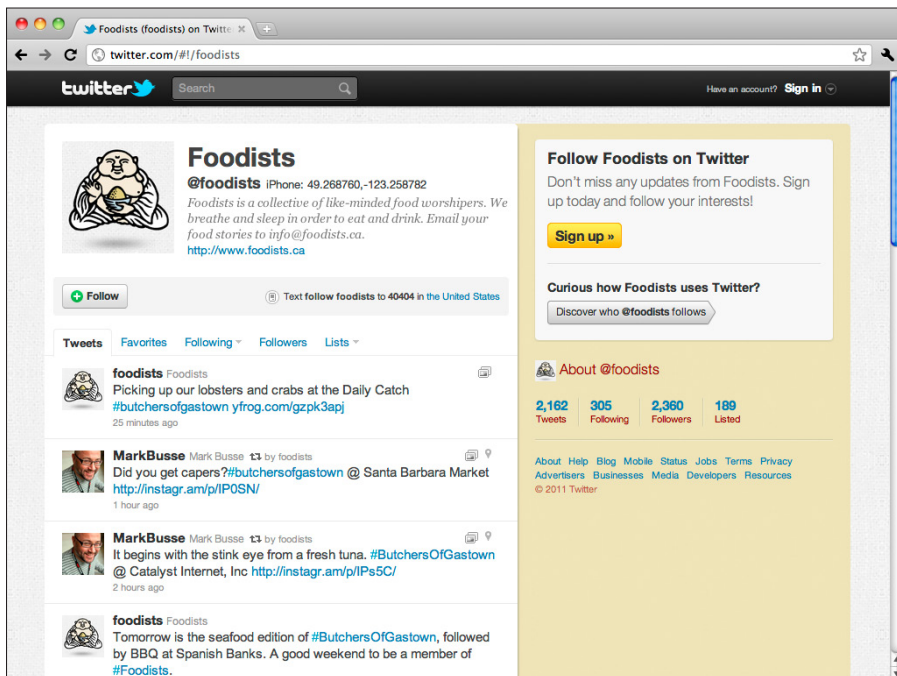 Foodists (foodists) on Twitte
twitter.com/#!/foodists
twitter
Search
Have an account? Sign in
Foodists
@foodists iPhone: 49.268760,-123.258782
Foodists is a collective of like-minded food worshipers. We
breathe and sleep in order to eat and drink. Email your
food stories to info@foodists.ca.
http://www.foodists.ca
Follow
Text follow foodists to 40404 in the United States
Tweets Favorites Following Followers Lists
foodists Foodists
Picking up our lobsters and crabs at the Daily Catch
#butchersofgastown yfrog.com/gzpk3apj
25 minutes ago
MarkBusse Mark Busse by foodists
Did you get capers?#butchersofgastown @ Santa Barbara Market
http://instagr.am/p/IP0SN/
1 hour ago
MarkBusse Mark Busse by foodists
It begins with the stink eye from a fresh tuna. #ButchersOfGastown
@ Catalyst Internet, Inc http://instagr.am/p/IPs5C/
2 hours ago
foodists Foodists
Tomorrow is the seafood edition of #ButchersOfGastown, followed
by BBQ at Spanish Banks. A good weekend to be a member of
#Foodists.
Follow Foodists on Twitter
Don't miss any updates from Foodists. Sign
up today and follow your interests!
Sign up »
Curious how Foodists uses Twitter?
Discover who @foodists follows
About @foodists
2,162 305 2,360 189
Tweets Following Followers Listed
About Help Blog Mobile Status Jobs Terms Privacy
Advertisers Businesses Media Developers Resources
© 2011 Twitter